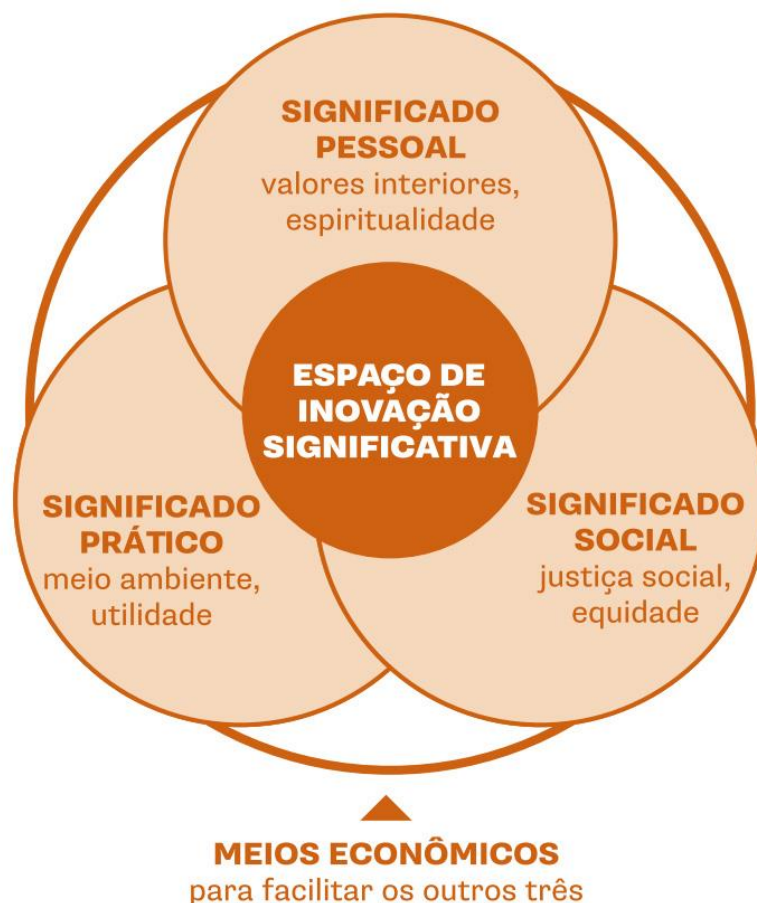 SIGNIFICADO
PESSOAL
valores interiores,
espiritualidade
ESPAÇO DE
INOVAÇÃO
SIGNIFICATIVA
SIGNIFICADO
PRÁTICO
meio ambiente,
utilidade
SIGNIFICADO
SOCIAL
justiça social,
equidade
MEIOS ECONÔMICOS
para facilitar os outros três